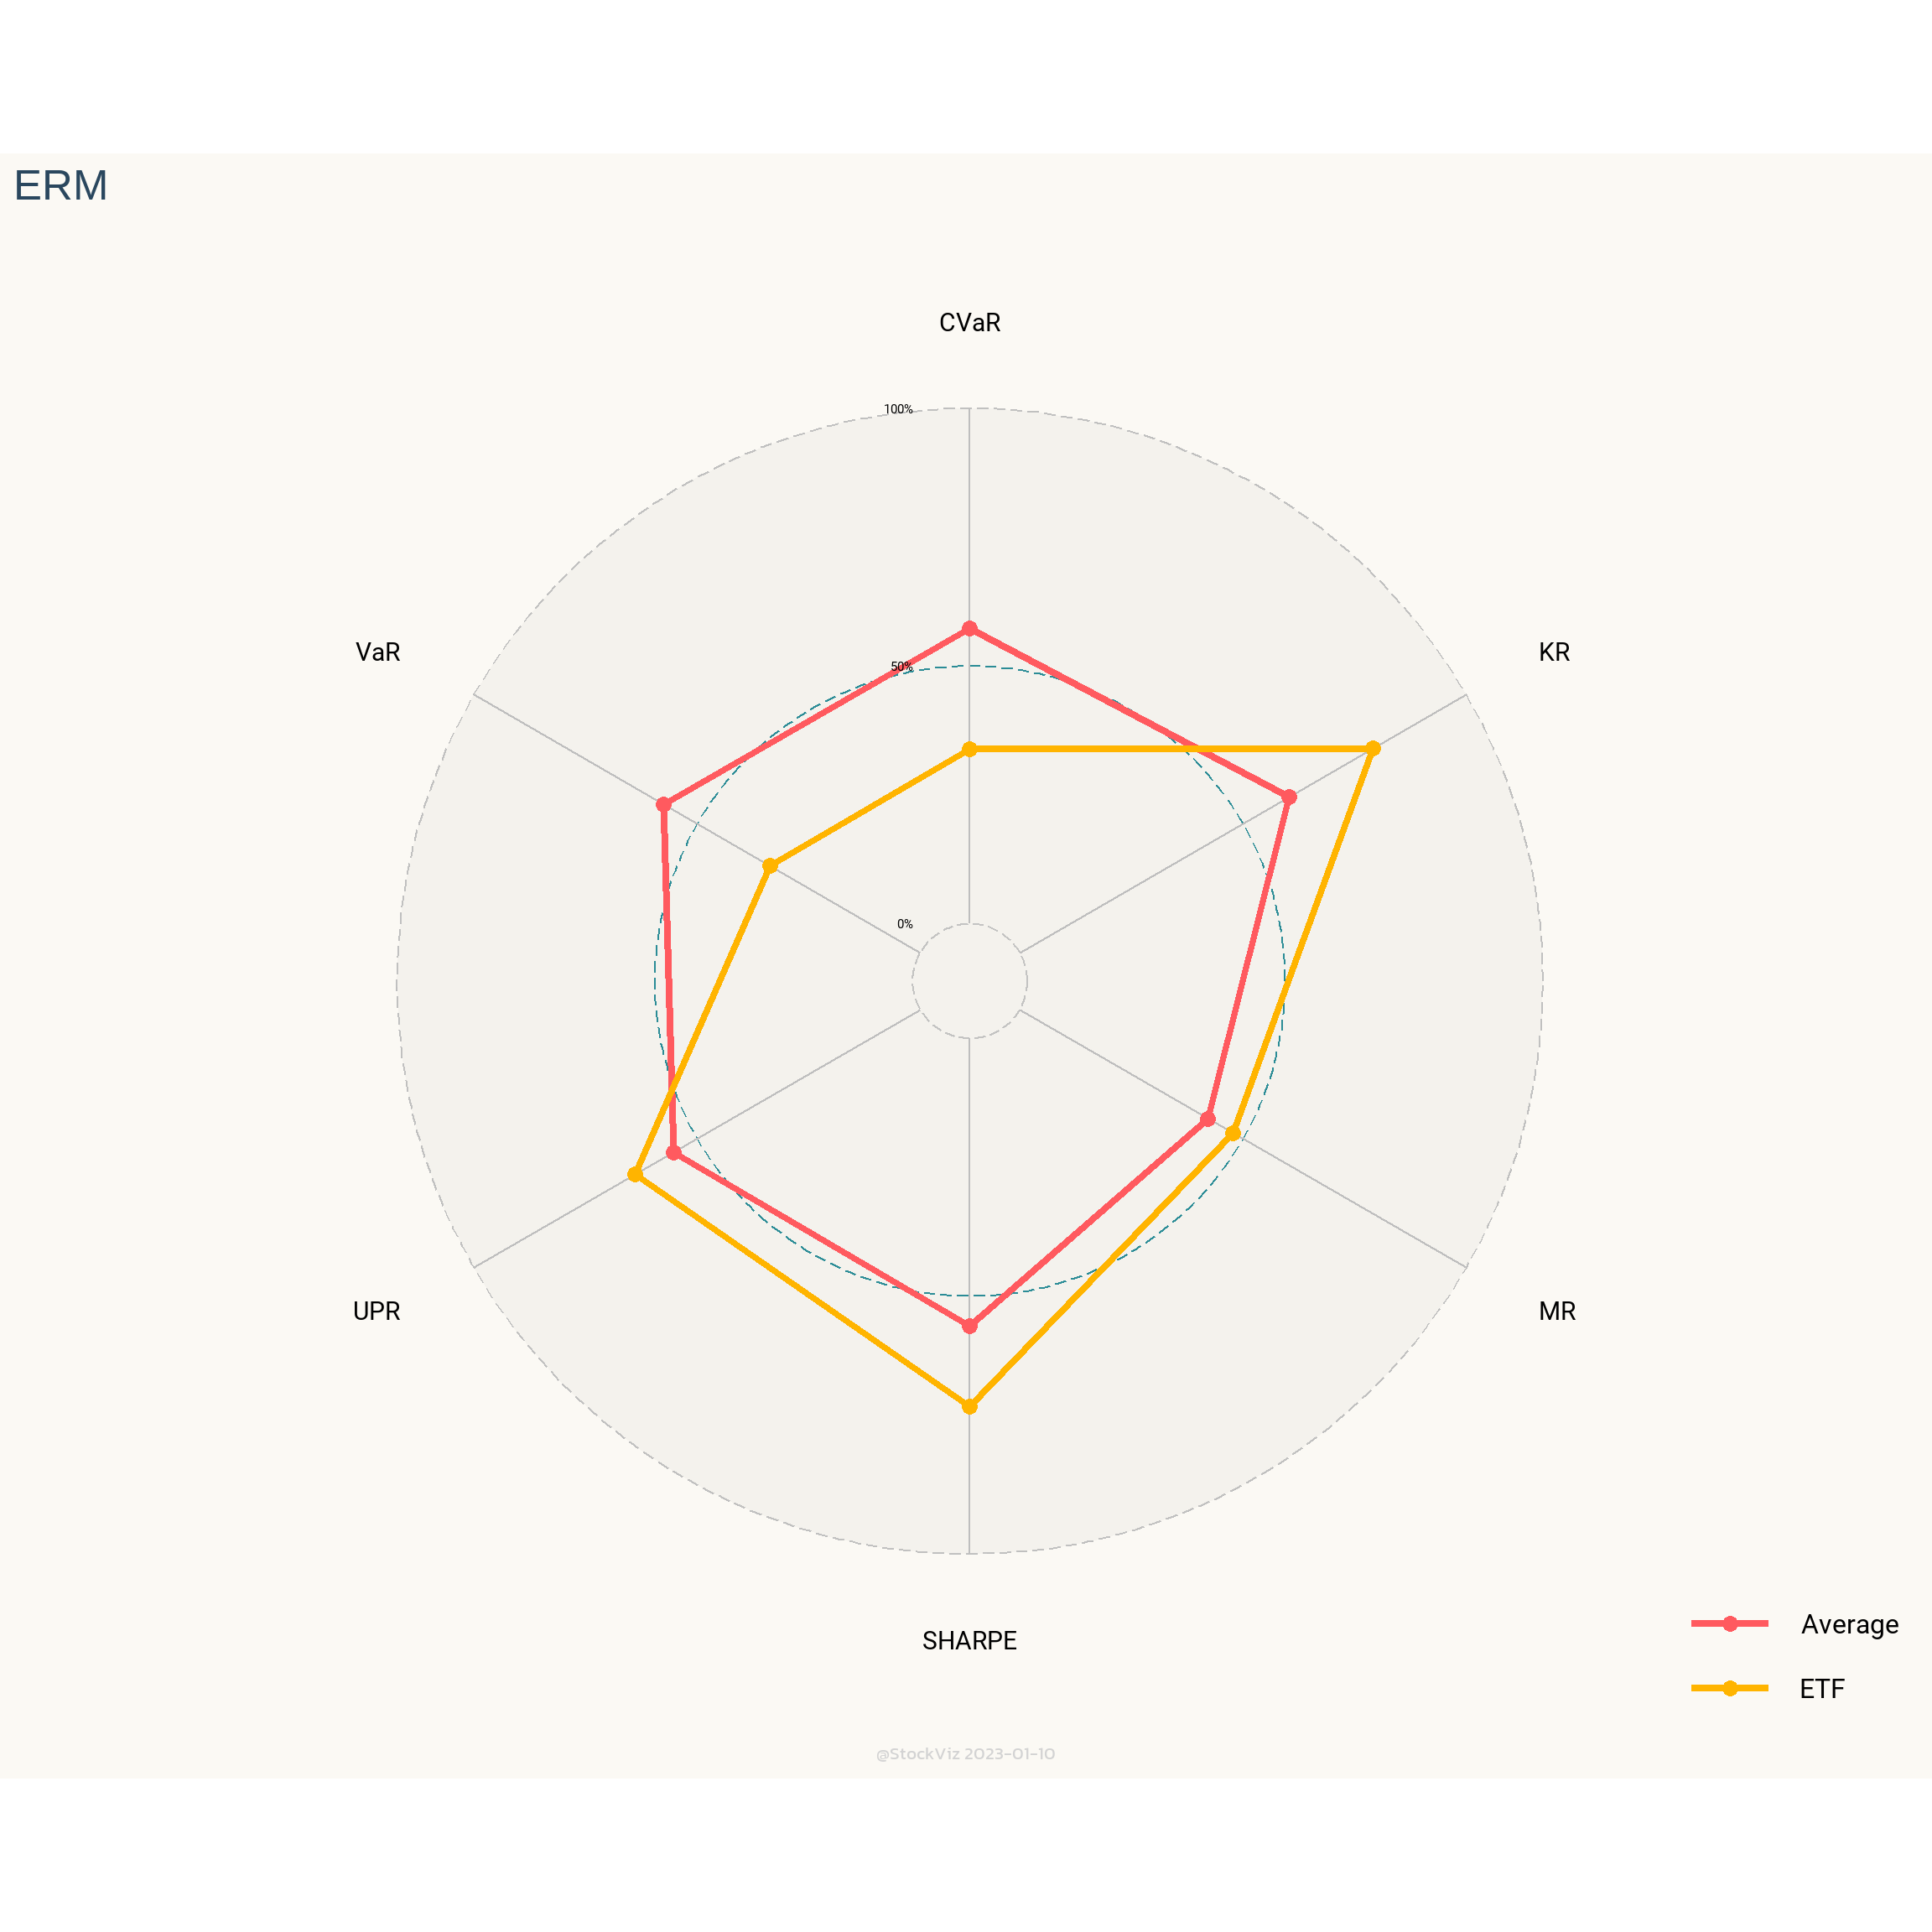 ERM
CVaR
100%
KR
VaR
50%
0%
UPR
MR
SHARPE
Average
ETF
@StockViz 2023-01-10